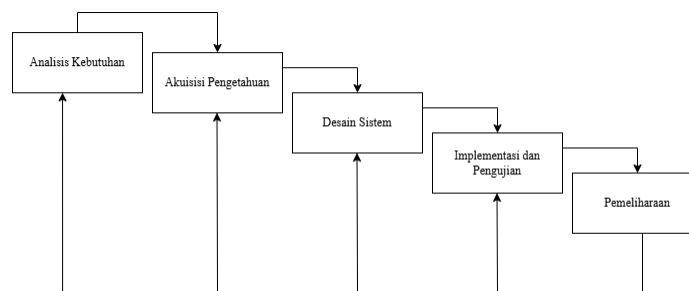 Analisis Kebutuhan
Akuisisi Pengetahuan
Desain Sistem
Implementasi dan
Pengujian
Pemeliharaan